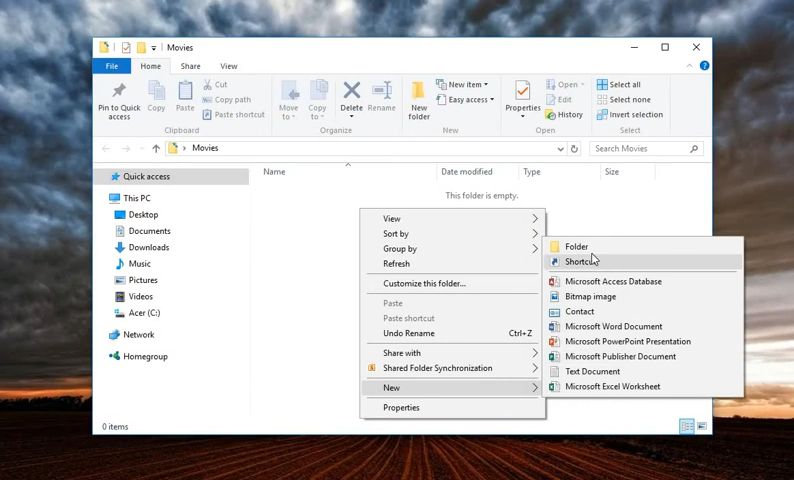 Movies
File Home Share View
Pin to Quick access
Copy
Paste
Cut
Copy path
Paste shortcut
Clipboard
Move to
Copy to
Delete
Rename
Organize
New folder
New item
Easy access
New
Properties
Open
Edit
History
Open
Select all
Select none
Invert selection
Select
Movies
Search Movies
Quick access
This PC
Desktop
Documents
Downloads
Music
Pictures
Videos
Acer (C:)
Network
Homegroup
Name Date modified Type Size
This folder is empty.
View
Sort by
Group by
Refresh
Customize this folder...
Paste
Paste shortcut
Undo Rename Ctrl+Z
Share with
Shared Folder Synchronization
New
Properties
Folder
Shortcut
Microsoft Access Database
Bitmap image
Contact
Microsoft Word Document
Microsoft PowerPoint Presentation
Microsoft Publisher Document
Text Document
Microsoft Excel Worksheet
0 items